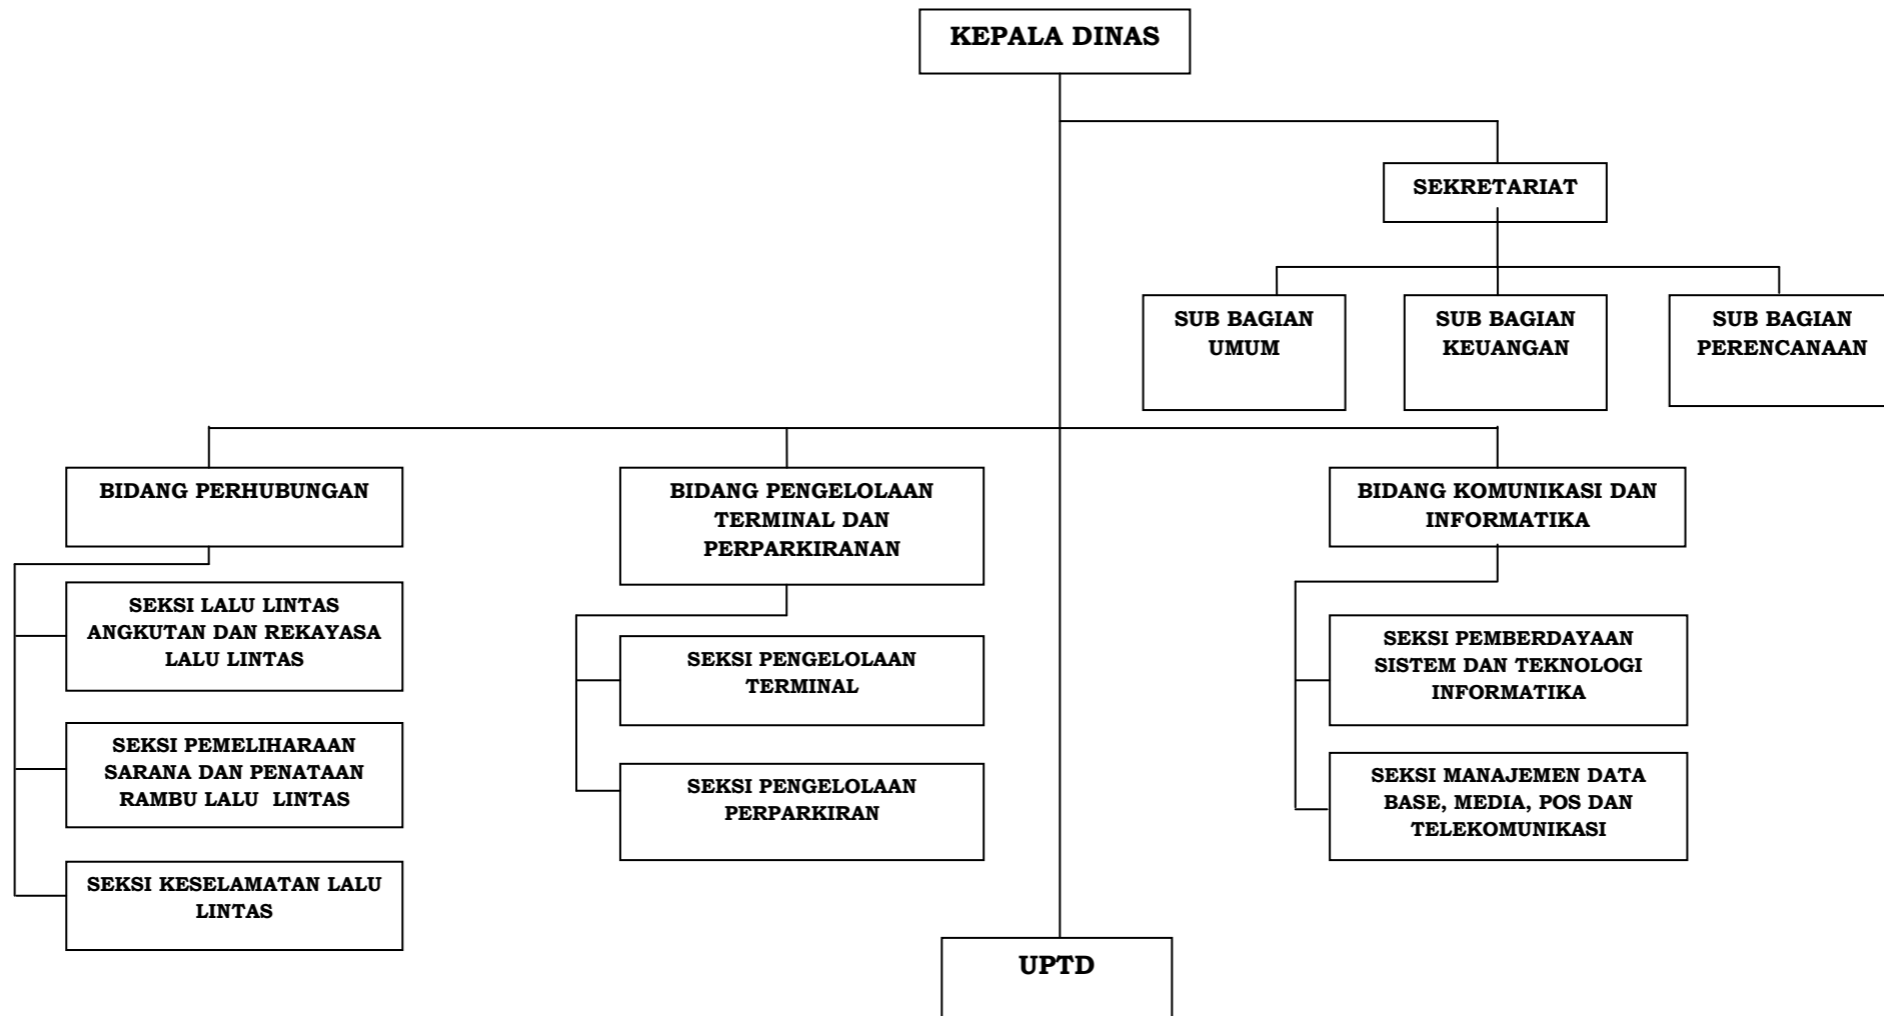 KEPALA DINAS
SEKRETARIAT
SUB BAGIAN
UMUM
SUB BAGIAN
KEUANGAN
SUB BAGIAN
PERENCANAAN
BIDANG PERHUBUNGAN
BIDANG PENGELOLAAN
TERMINAL DAN
PERPARKIRANAN
BIDANG KOMUNIKASI DAN
INFORMATIKA
SEKSI LALU LINTAS
ANGKUTAN DAN REKAYASA
LALU LINTAS
SEKSI PEMELIHARAAN
SARANA DAN PENATAAN
RAMBU LALU LINTAS
SEKSI KESELAMATAN LALU
LINTAS
SEKSI PENGELOLAAN
TERMINAL
SEKSI PENGELOLAAN
PERPARKIRAN
SEKSI PEMBERDAYAAN
SISTEM DAN TEKNOLOGI
INFORMATIKA
SEKSI MANAJEMEN DATA
BASE, MEDIA, POS DAN
TELEKOMUNIKASI
UPTD